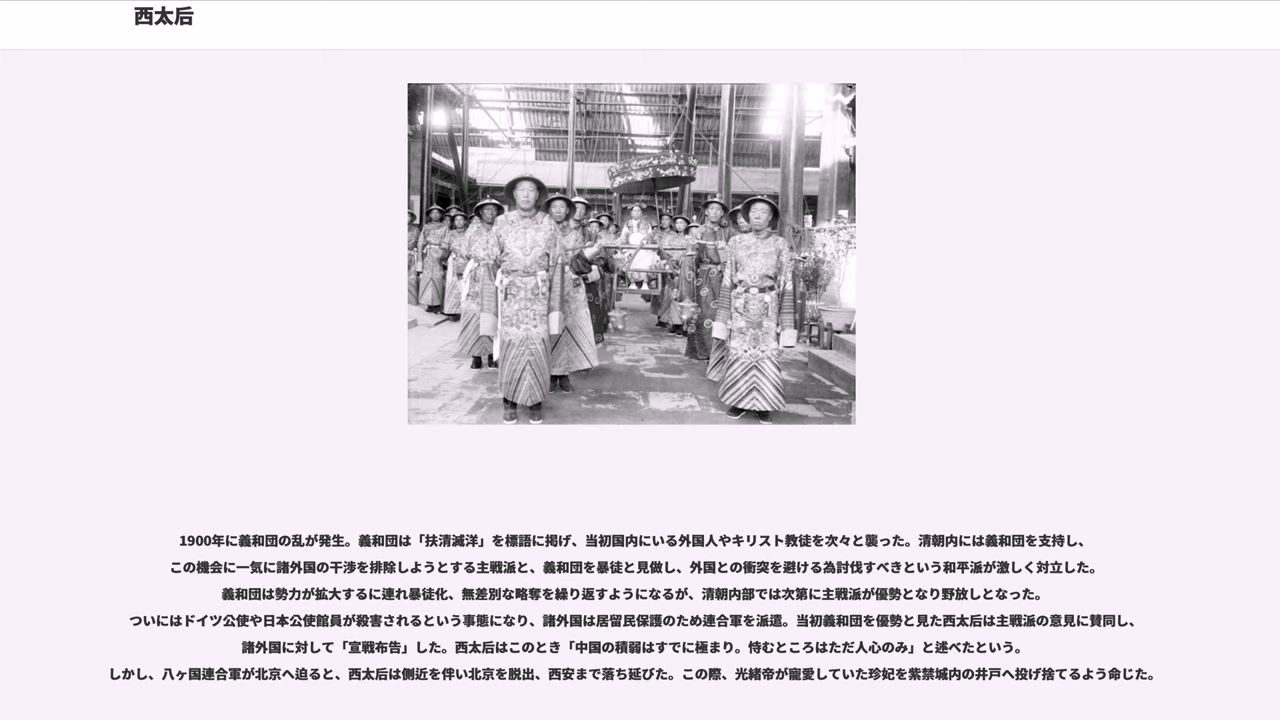 西太后
1900年に義和団の乱が発生。義和団は「扶清滅洋」を標語に掲げ、当初国内にいる外国人やキリスト教徒を次々と襲った。清朝内には義和団を支持し、
この機会に一気に諸外国の干渉を排除しようとする主戦派と、義和団を暴徒と見做し、外国との衝突を避ける為討伐すべきという和平派が激しく対立した。
義和団は勢力が拡大するに連れ暴徒化、無差別な略奪を繰り返すようになるが、清朝内部では次第に主戦派が優勢となり野放しとなった。
ついにはドイツ公使や日本公使館員が殺害されるという事態になり、諸外国は居留民保護のため連合軍を派遣。当初義和団を優勢と見た西太后は主戦派の意見に賛同し、
諸外国に対して「宣戦布告」した。西太后はこのとき「中国の積弱はすでに極まり。恃むところはただ人心のみ」と述べたという。
しかし、八ヶ国連合軍が北京へ迫ると、西太后は側近を伴い北京を脱出、西安まで落ち延びた。この際、光緒帝が寵愛していた珍妃を紫禁城内の井戸へ投げ捨てるよう命じた。